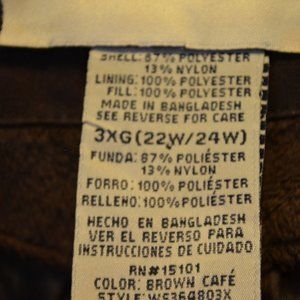 SHELL: 87% POLYESTER
13% NYLON
LINING: 100% POLYESTER
FILL: 100% POLYESTER
MADE IN BANGLADESH
SEE REVERSE FOR CARE
3XG (22W/24W)
FUNDA: 87% POLIÉSTER
13% NYLON
FORRO: 100% POLIÉSTER
RELLENO: 100% POLIÉSTER
HECHO EN BANGLADESH
VER EL REVERSO PARA
INSTRUCCIONES DE CUIDADO
RN#15101
COLOR: BROWN CAFÉ
STYLE: WS364803X